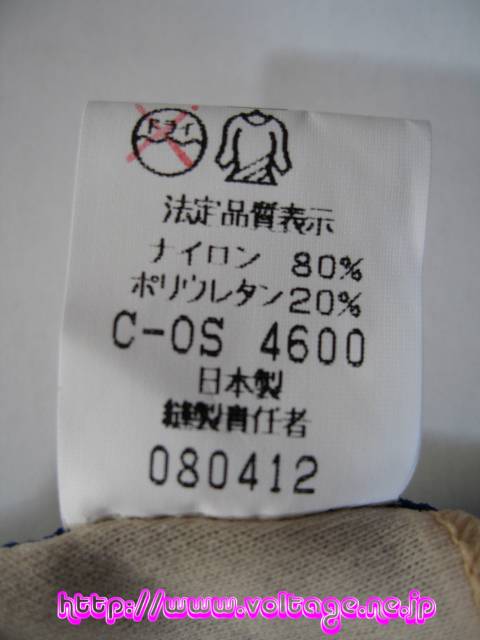 ドライ
法定品質表示
ナイロン 80%
ポリウレタン20%
C-OS 4600
日本製
縫製責任者
080412
http://www.voltage.ne.jp